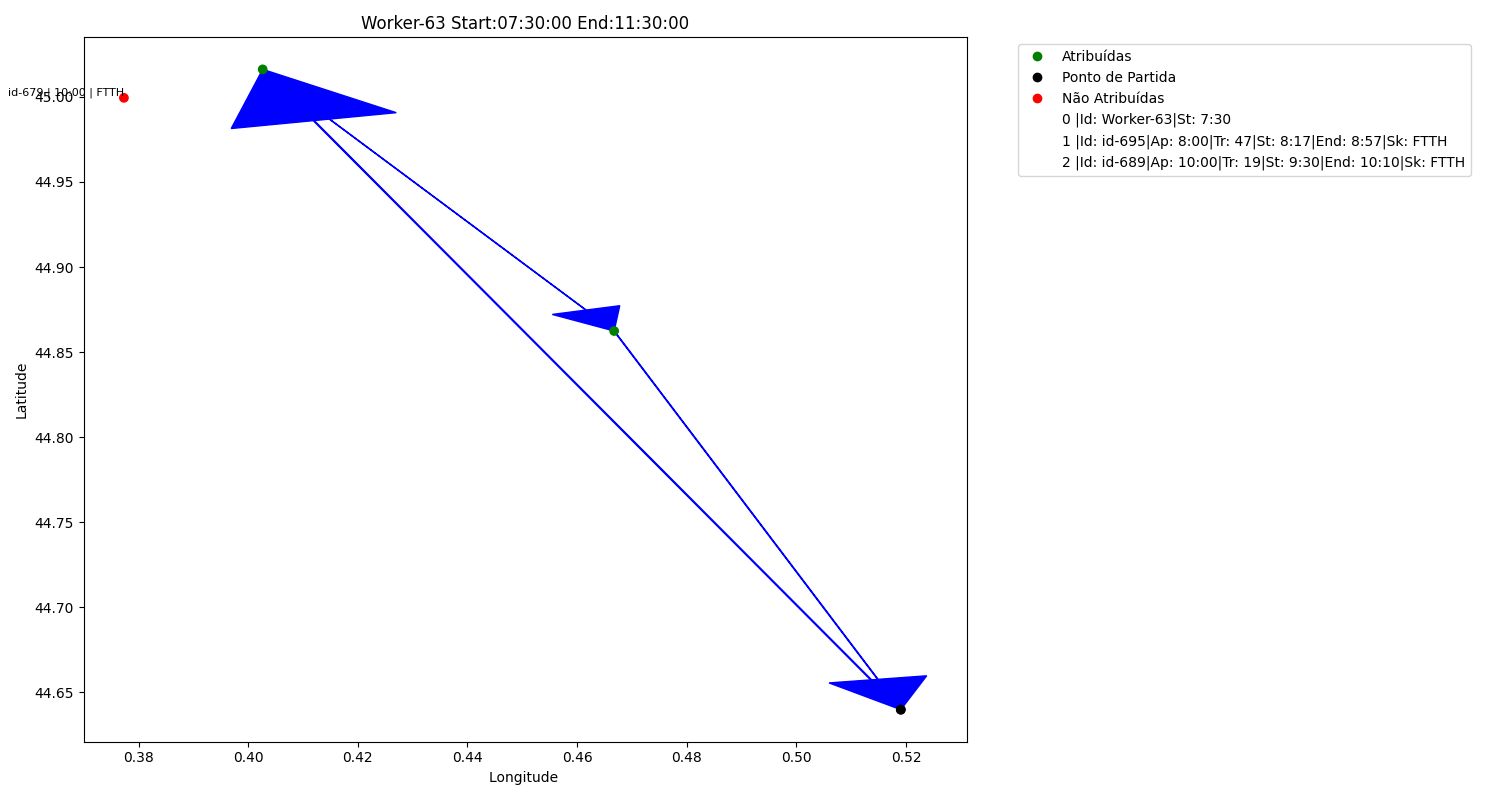 Worker-63 Start:07:30:00 End:11:30:00
Atribuídas
Ponto de Partida
Não Atribuídas
0 |Id: Worker-63|St: 7:30
1 |Id: id-695|Ap: 8:00|Tr: 47|St: 8:17|End: 8:57|Sk: FTTH
2 |Id: id-689|Ap: 10:00|Tr: 19|St: 9:30|End: 10:10|Sk: FTTH
id-679 | 10:00 | FTTH
45.00
44.95
44.90
44.85
44.80
44.75
44.70
44.65
Latitude
0.38 0.40 0.42 0.44 0.46 0.48 0.50 0.52
Longitude